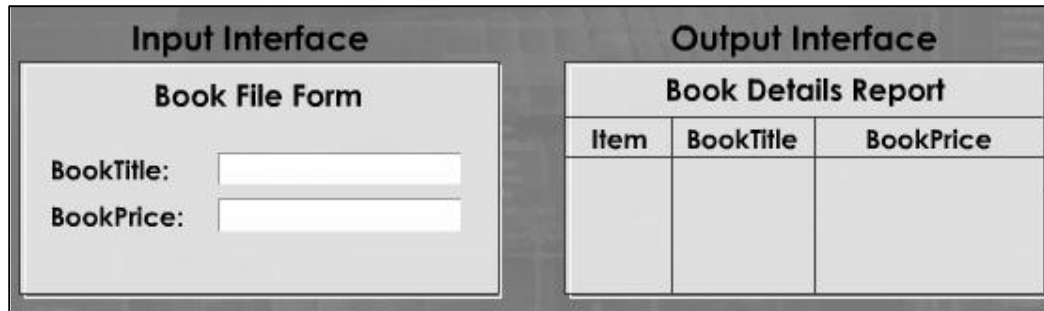 Input Interface
Book File Form
BookTitle:
BookPrice:
Output Interface
Book Details Report
Item BookTitle BookPrice